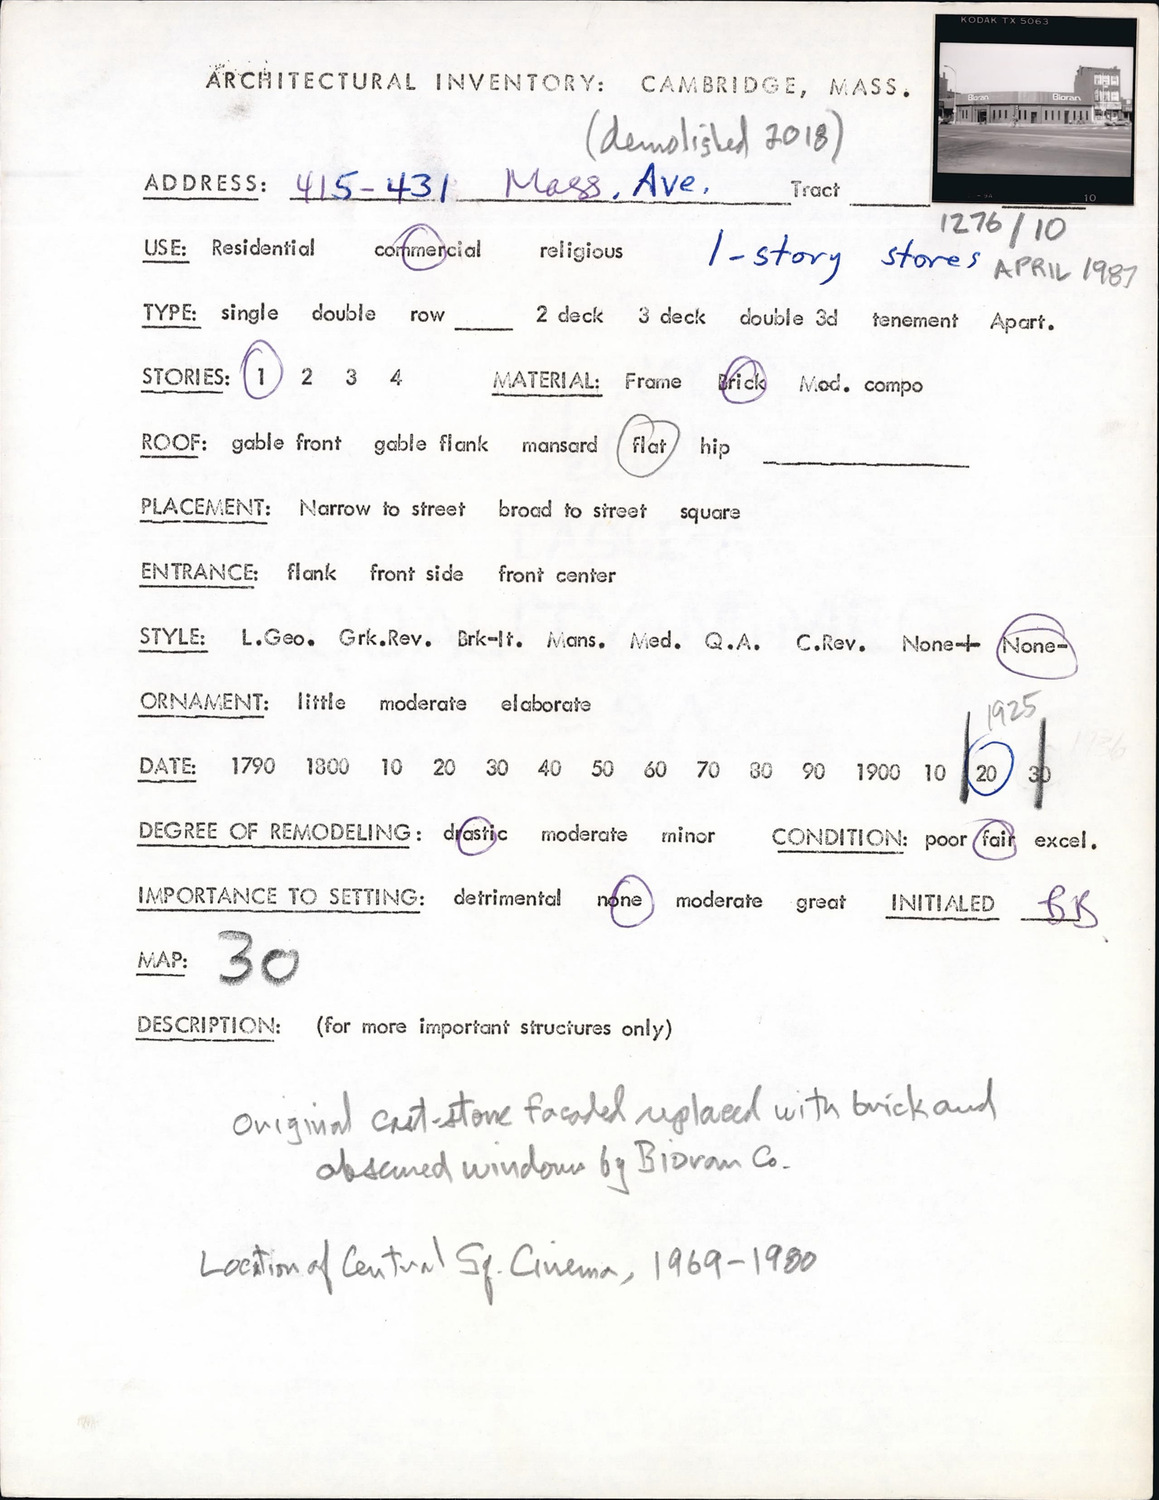 KODAK TX 5063
ARCHITECTURAL INVENTORY: CAMBRIDGE, MASS.
Bioran Bioran
(demolished 2018)
ADDRESS: 415-431 Mass. Ave. Tract
10
1276/10
USE: Residential commercial religious 1-story stores
APRIL 1987
TYPE: single double row ____ 2 deck 3 deck double 3d tenement Apart.
STORIES: 1 2 3 4 MATERIAL: Frame Brick Mod. compo
ROOF: gable front gable flank mansard flat hip
PLACEMENT: Narrow to street broad to street square
ENTRANCE: flank front side front center
STYLE: L.Geo. Grk.Rev. Brk-It. Mans. Med. Q.A. C.Rev. None+ None-
ORNAMENT: little moderate elaborate
1925
DATE: 1790 1800 10 20 30 40 50 60 70 80 90 1900 10 20 30
DEGREE OF REMODELING: drastic moderate minor CONDITION: poor fair excel.
IMPORTANCE TO SETTING: detrimental none moderate great INITIALED BB
MAP: 30
DESCRIPTION: (for more important structures only)
Original cast-stone facaded replaced with brick and
obscured windows by Bioran Co.
Location of Central Sq. Cinema, 1969-1980